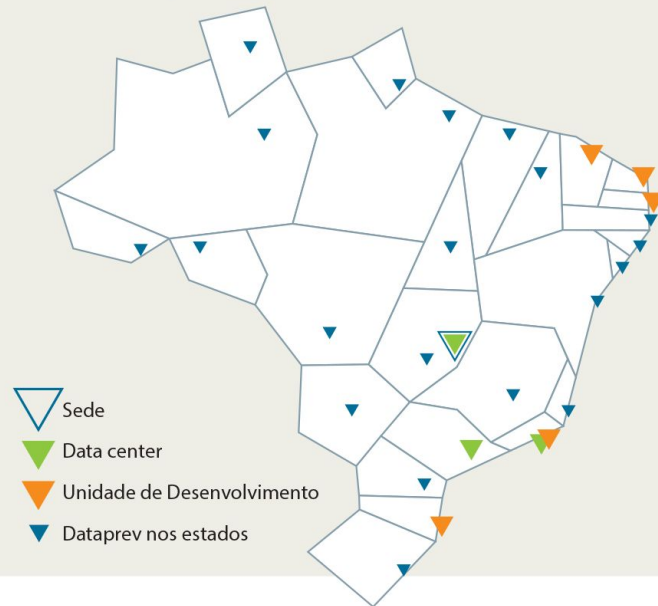 Sede
Data center
Unidade de Desenvolvimento
Dataprev nos estados